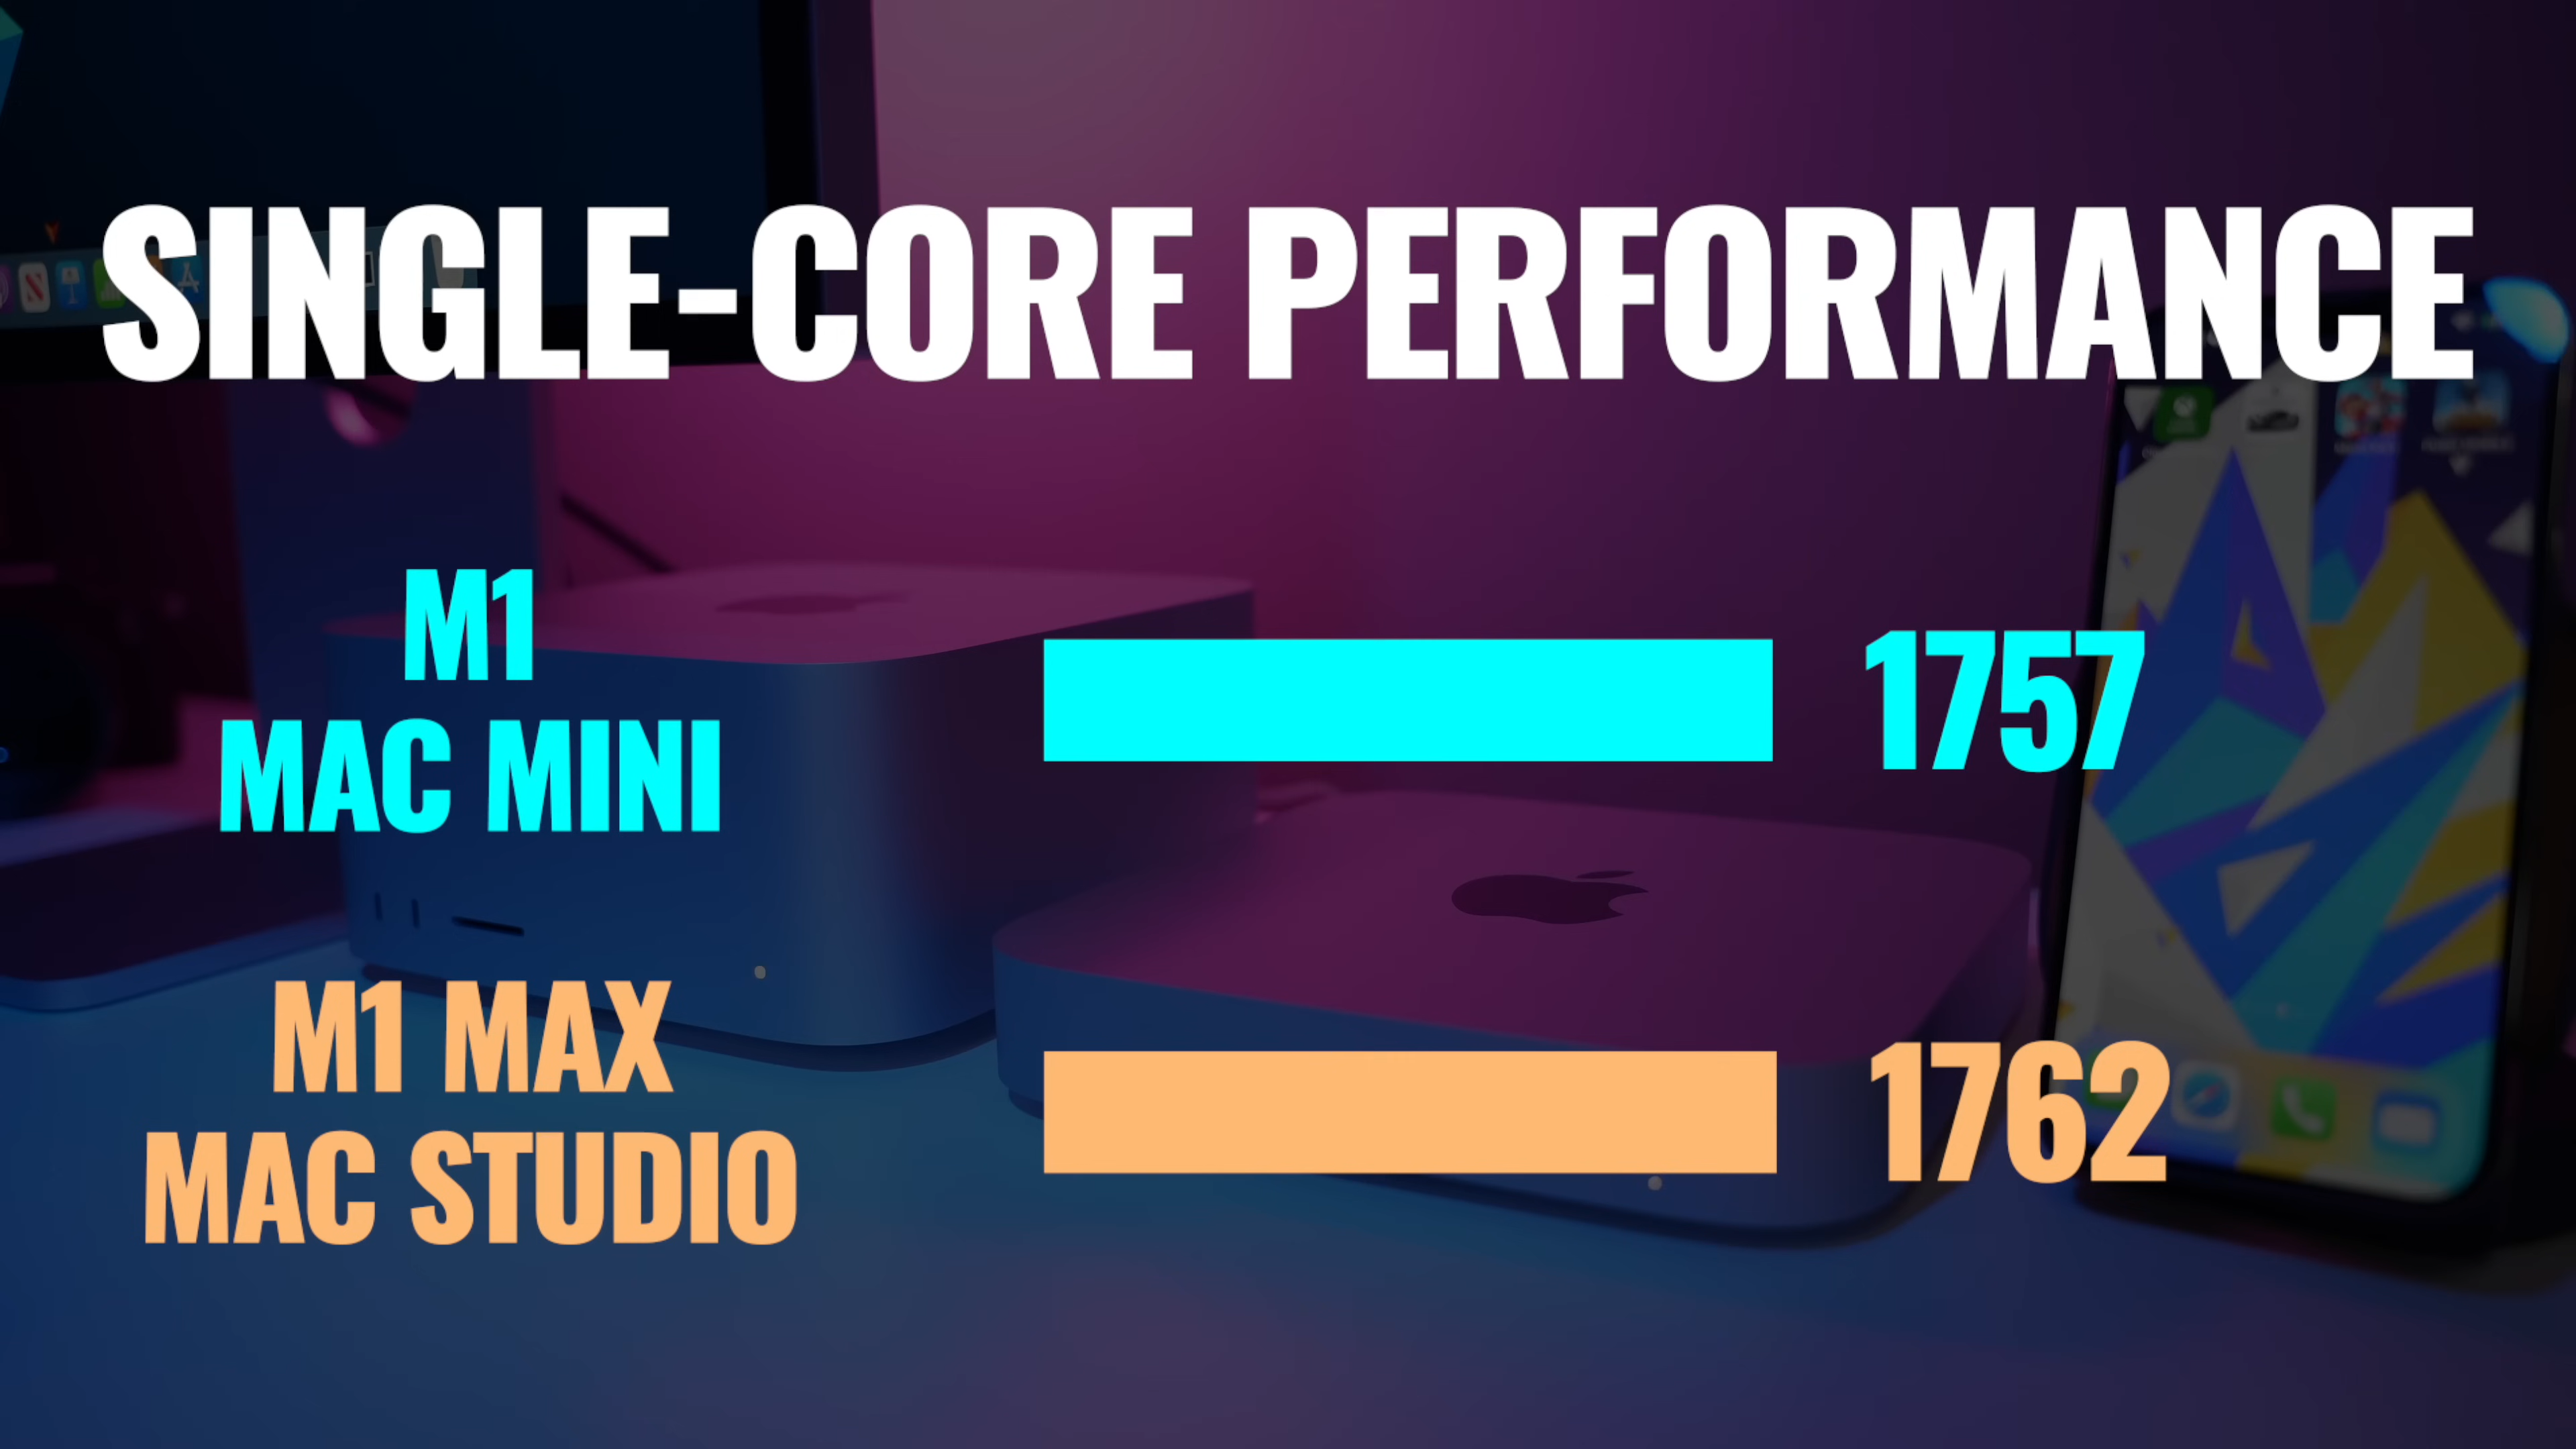 SINGLE-CORE PERFORMANCE
M1
MAC MINI
1757
M1 MAX
MAC STUDIO
1762